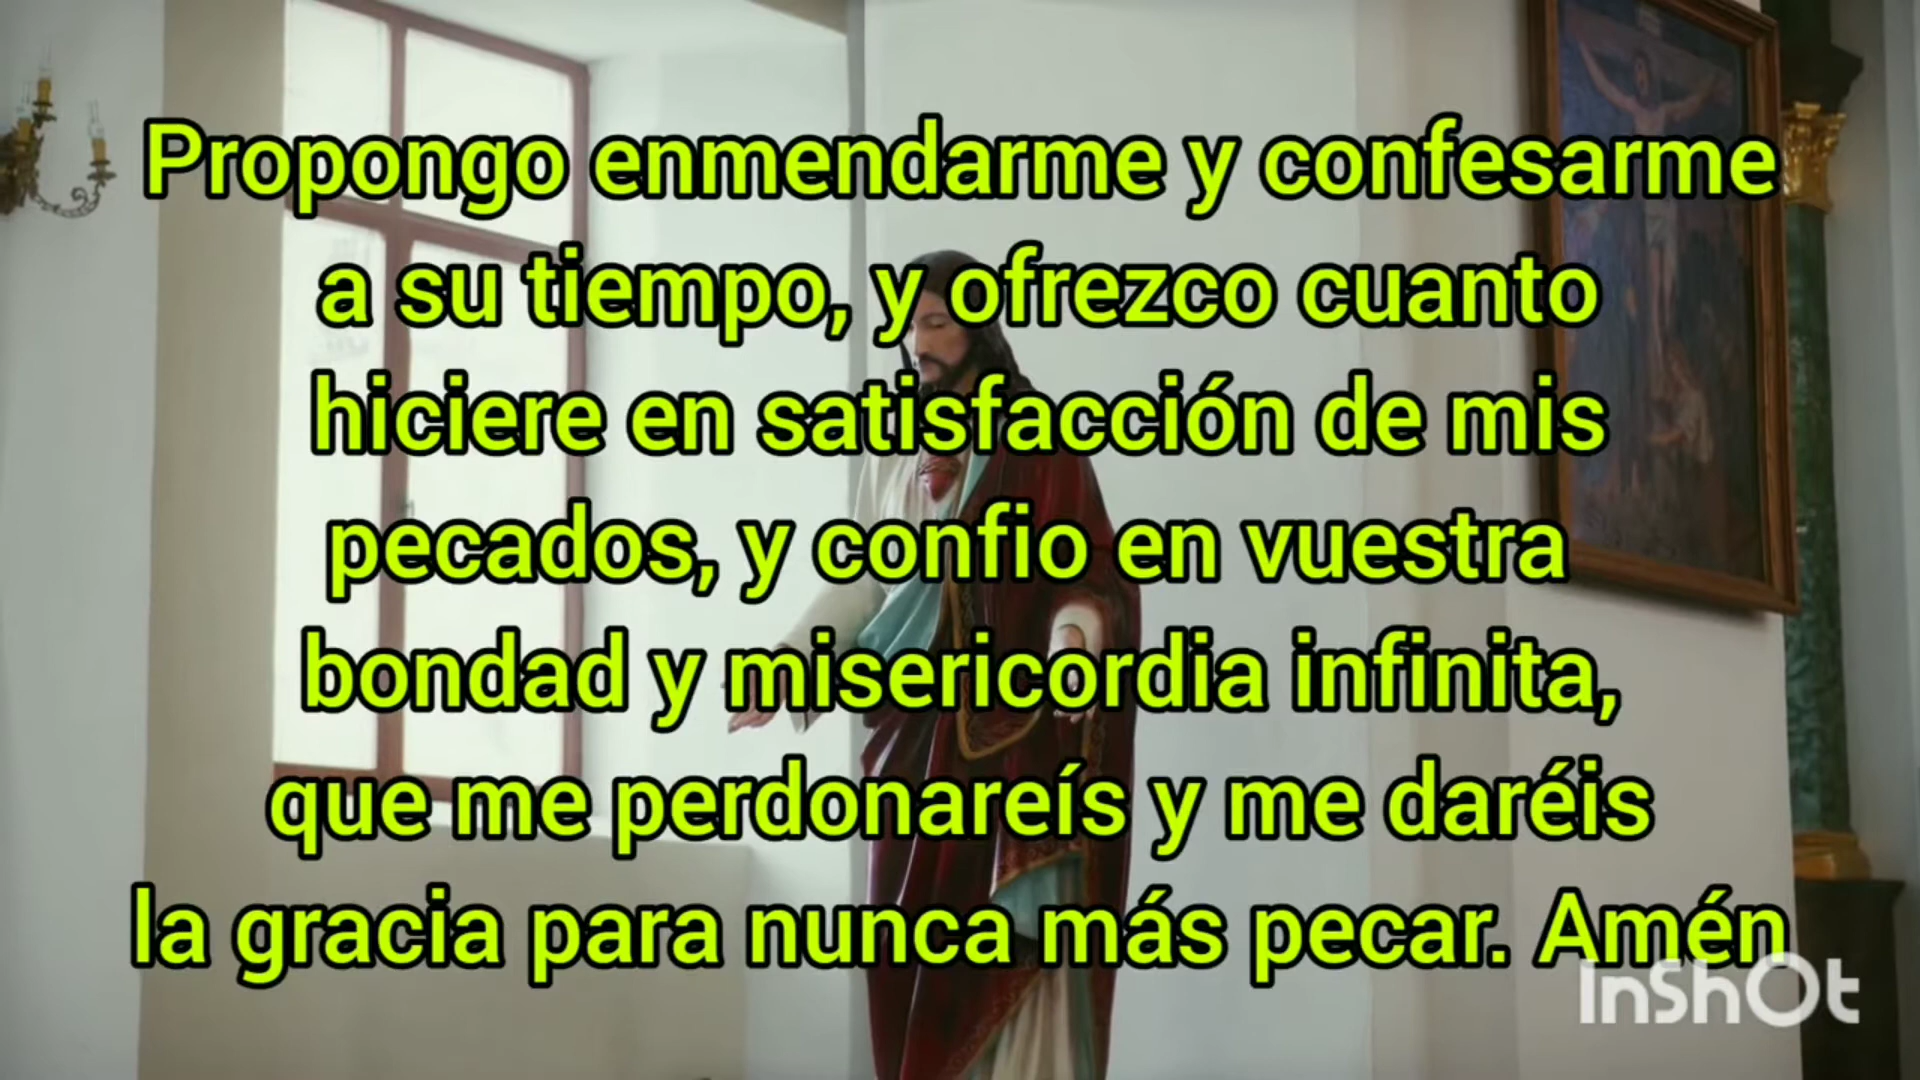 Propongo enmendarme y confesarme
a su tiempo, y ofrezco cuanto
hiciere en satisfacción de mis
pecados, y confio en vuestra
bondad y misericordia infinita,
que me perdonareís y me daréis
la gracia para nunca más pecar. Amén
InShOt